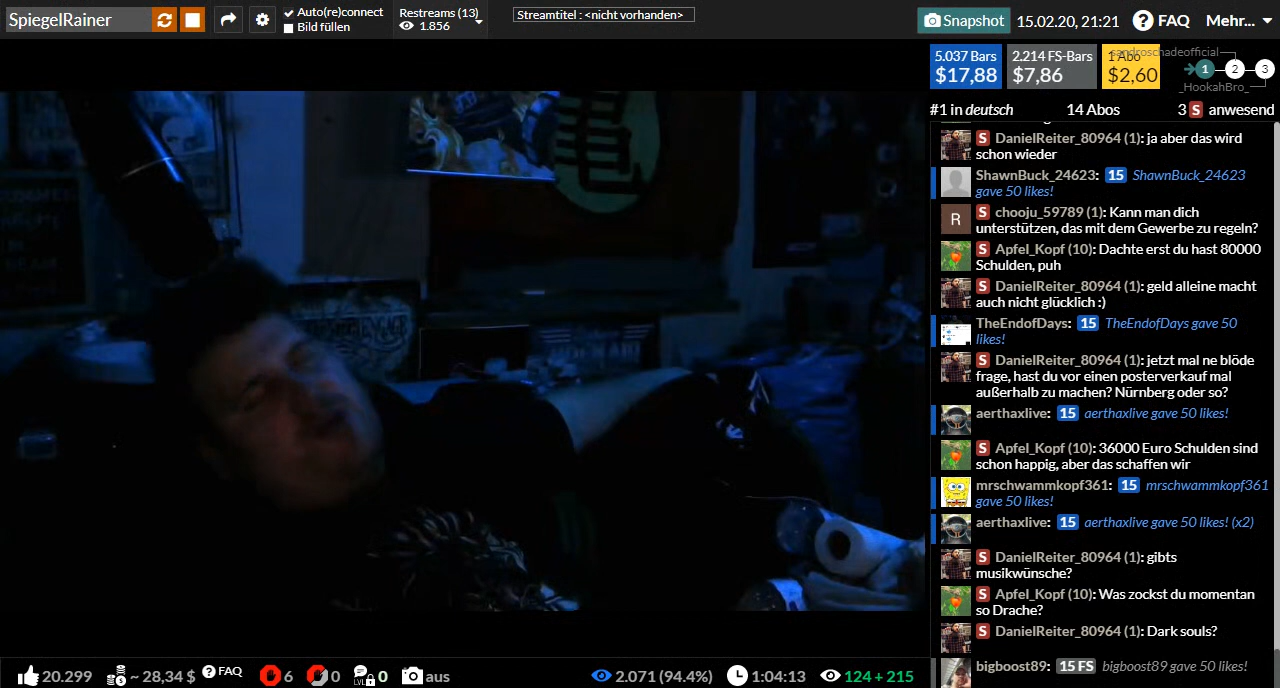 SpiegelRainer
Auto(re)connect
Bild füllen
Restreams (13)
1.856
Streamtitel : <nicht vorhanden>
Snapshot
15.02.20, 21:21
FAQ
Mehr...
5.037 Bars
$17,88
2.214 FS-Bars
$7,86
1 Abo
$2,60
sandroschadeofficial
1 2 3
_HookahBro_
#1 in deutsch
14 Abos
3 S anwesend
S DanielReiter_80964 (1): ja aber das wird
schon wieder
ShawnBuck_24623: 15 ShawnBuck_24623
gave 50 likes!
R
S chooju_59789 (1): Kann man dich
unterstützen, das mit dem Gewerbe zu regeln?
S Apfel_Kopf (10): Dachte erst du hast 80000
Schulden, puh
S DanielReiter_80964 (1): geld alleine macht
auch nicht glücklich :)
TheEndofDays: 15 TheEndofDays gave 50
likes!
S DanielReiter_80964 (1): jetzt mal ne blöde
frage, hast du vor einen posterverkauf mal
außerhalb zu machen? Nürnberg oder so?
aerthaxlive: 15 aerthaxlive gave 50 likes!
S Apfel_Kopf (10): 36000 Euro Schulden sind
schon happig, aber das schaffen wir
mrschwammkopf361: 15 mrschwammkopf361
gave 50 likes!
aerthaxlive: 15 aerthaxlive gave 50 likes! (x2)
S DanielReiter_80964 (1): gibts
musikwünsche?
S Apfel_Kopf (10): Was zockst du momentan
so Drache?
S DanielReiter_80964 (1): Dark souls?
bigboost89: 15 FS bigboost89 gave 50 likes!
20.299
~ 28,34 $
FAQ
6
0
LVL
0
aus
2.071 (94.4%)
1:04:13
124 + 215